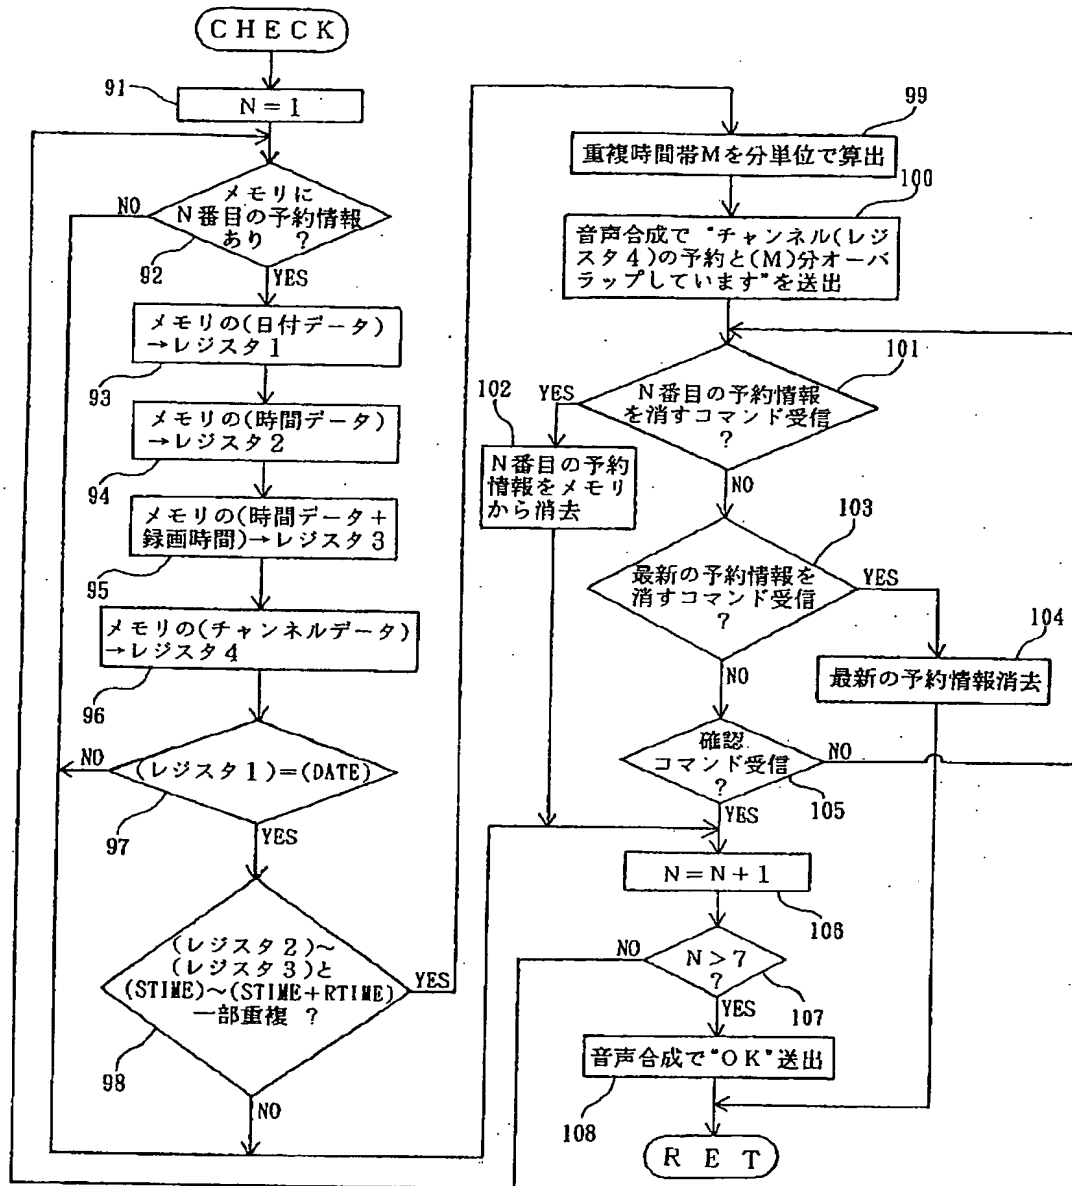 CHECK
91
N=1
メモリに
N番目の予約情報
あり ?
NO
92
YES
メモリの(日付データ)
→レジスタ1
93
メモリの(時間データ)
→レジスタ2
94
メモリの(時間データ+
録画時間)→レジスタ3
95
メモリの(チャンネルデータ)
→レジスタ4
96
NO
(レジスタ1)=(DATE)
97
YES
(レジスタ2)~
(レジスタ3)と
(STIME)~(STIME+RTIME)
一部重複 ?
YES
98
NO
99
重複時間帯Mを分単位で算出
100
音声合成で“チャンネル(レジ
スタ4)の予約と(M)分オーバ
ラップしています”を送出
101
N番目の予約情報
を消すコマンド受信
?
YES
102
N番目の予約
情報をメモリ
から消去
NO
103
最新の予約情報を
消すコマンド受信
?
YES
104
最新の予約情報消去
NO
確認
コマンド受信
?
NO
105
YES
N=N+1
106
NO
N>7
?
107
YES
音声合成で“OK”送出
108
RET